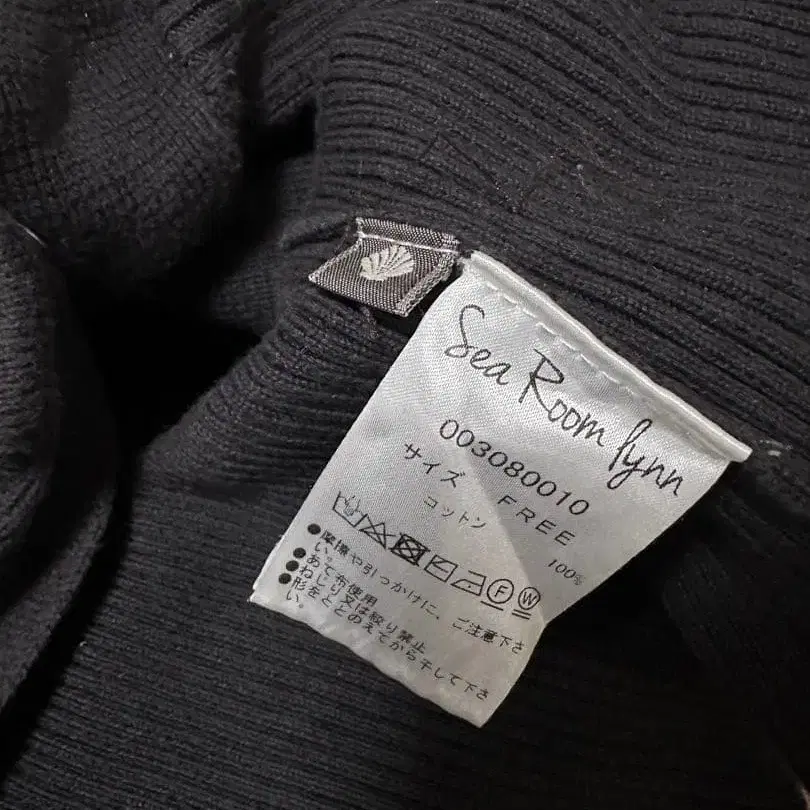 Sea Room lynn
003080010
サイズ FREE
コットン 100%
F W
●摩擦や引っかけに、ご注意下さ
い。
●あて布使用
●ねじり又は絞り禁止
●形をととのえてから干して下さ
い。